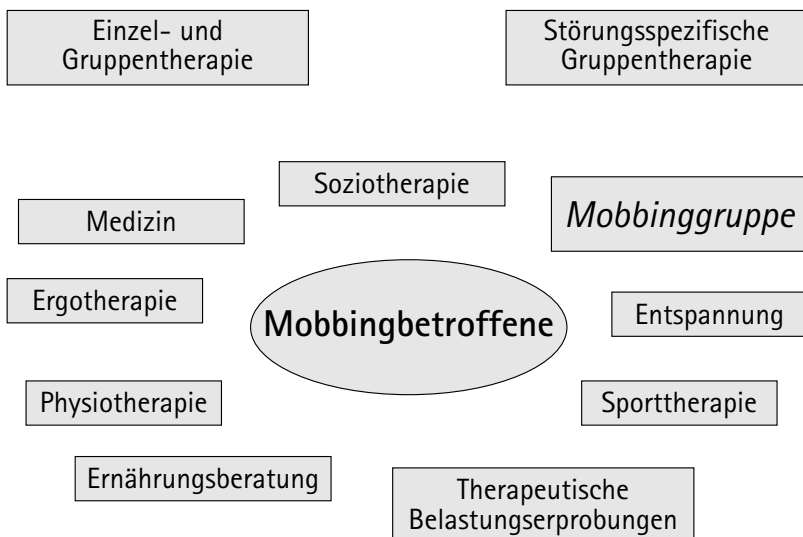 Einzel- und
Gruppentherapie
Störungsspezifische
Gruppentherapie
Soziotherapie
Medizin
Mobbinggruppe
Ergotherapie
Mobbingbetroffene
Entspannung
Physiotherapie
Sporttherapie
Ernährungsberatung
Therapeutische
Belastungserprobungen